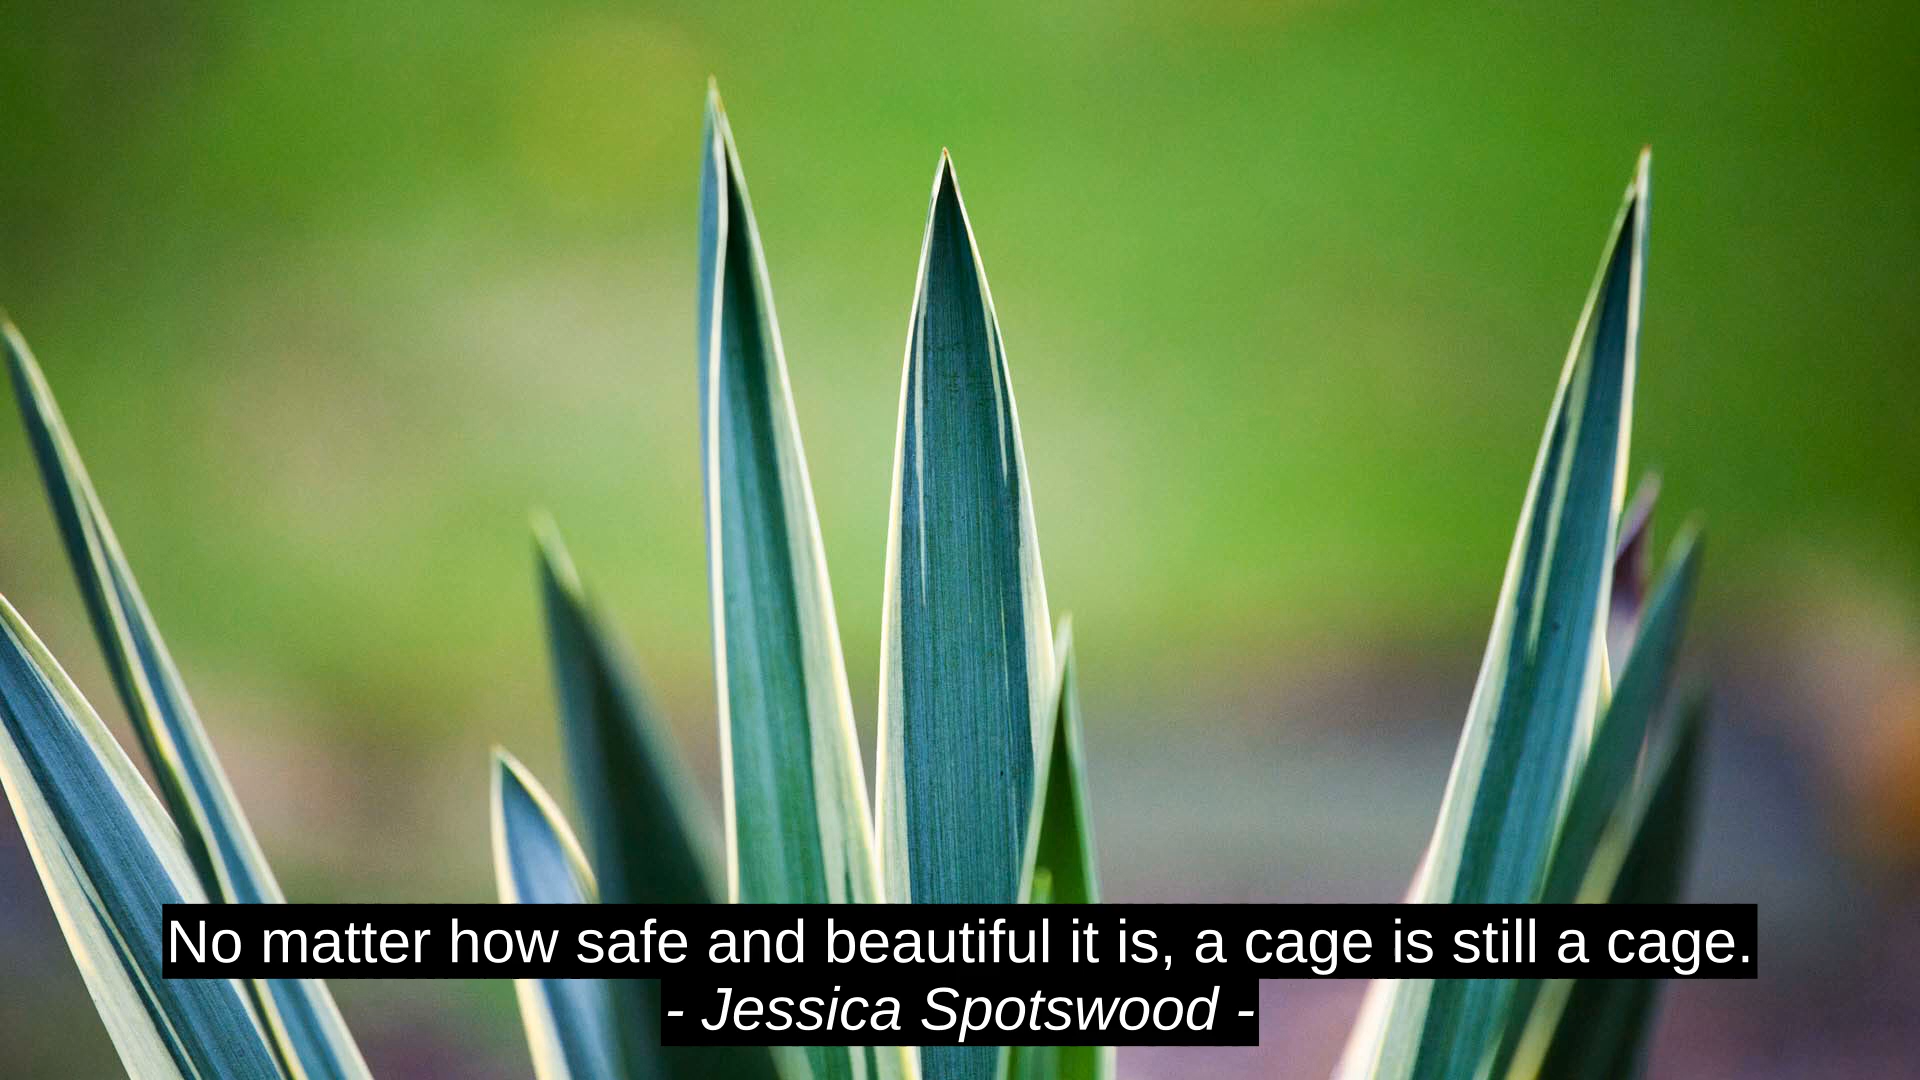 No matter how safe and beautiful it is, a cage is still a cage.
- Jessica Spotswood -